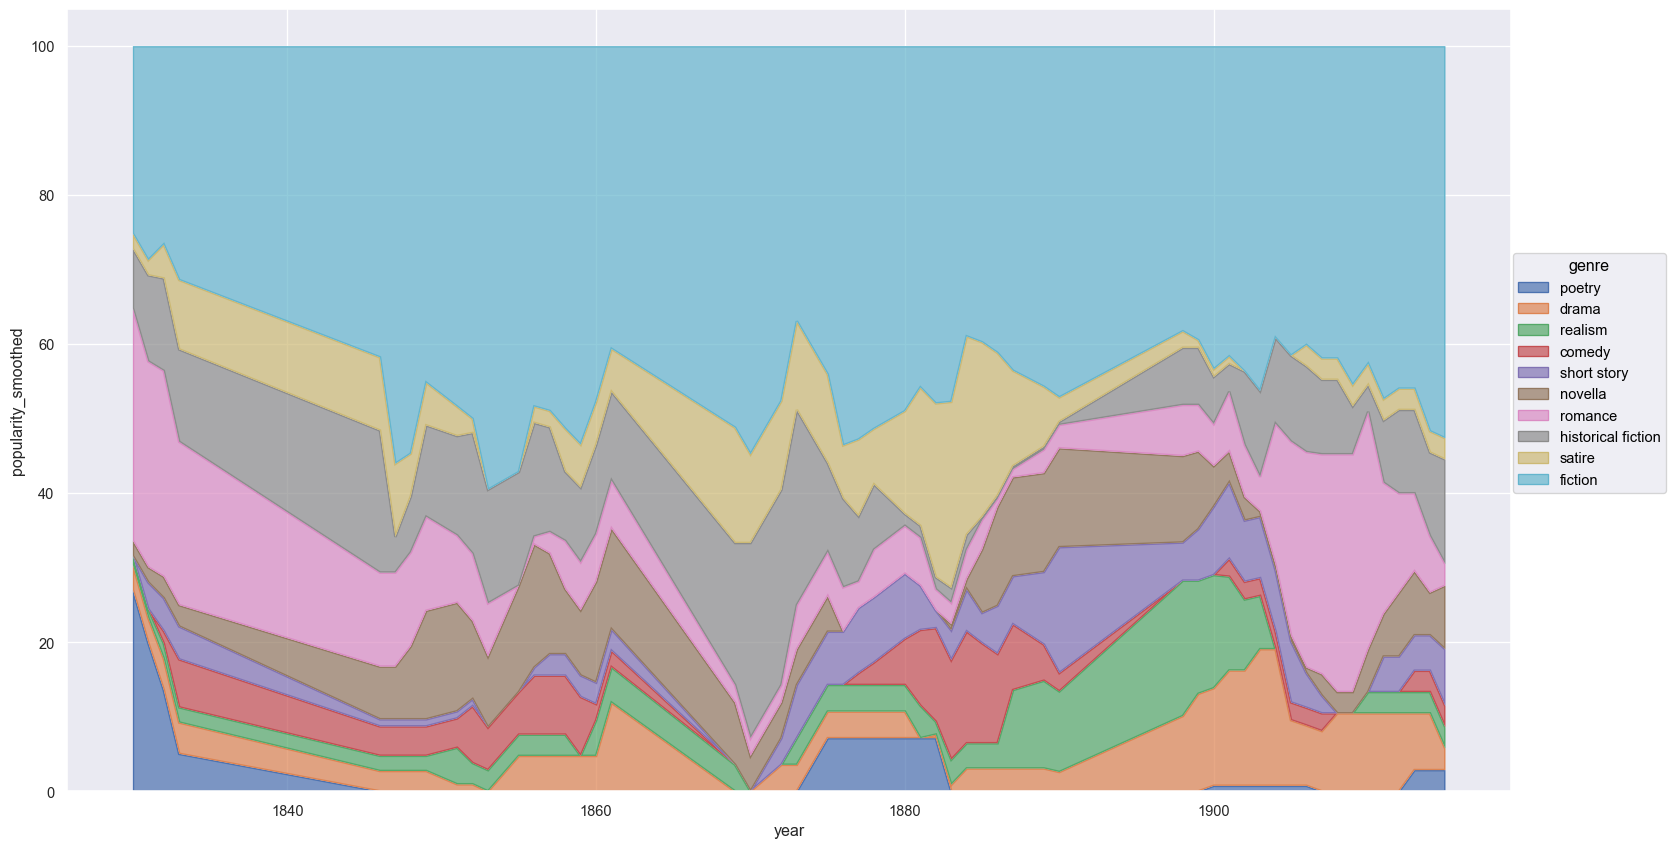 100
80
60
40
20
0
popularity_smoothed
1840
1860
1880
1900
year
genre
poetry
drama
realism
comedy
short story
novella
romance
historical fiction
satire
fiction